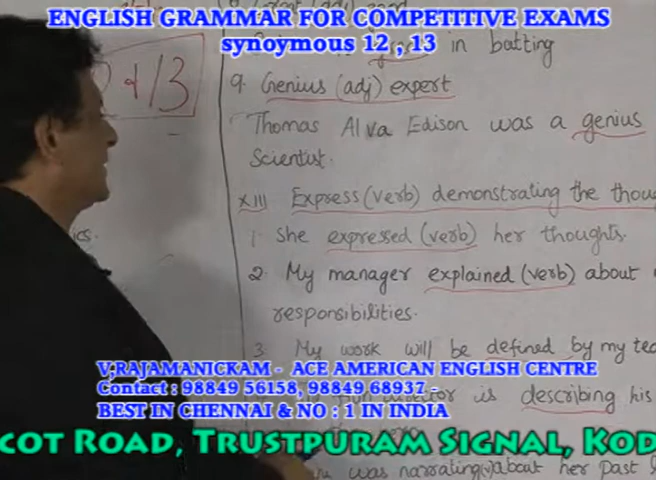 ENGLISH GRAMMAR FOR COMPETITIVE EXAMS
synoymous 12 , 13
in batting
& 13
9. Genius (adj) expert
Thomas Alva Edison was a genius
Scientist.
XIII Express (verb) demonstrating the
1. She expressed (verb) her thoughts.
2. My manager explained (verb) about
responsibilities.
3. My work will be defined by my
V,RAJAMANICKAM - ACE AMERICAN ENGLISH CENTRE
Contact : 98849 56158, 98849 68937 -
is describing his
BEST IN CHENNAI & NO : 1 IN INDIA
COT ROAD, TRUSTPURAM SIGNAL, KOD
was narrating (v) about her past